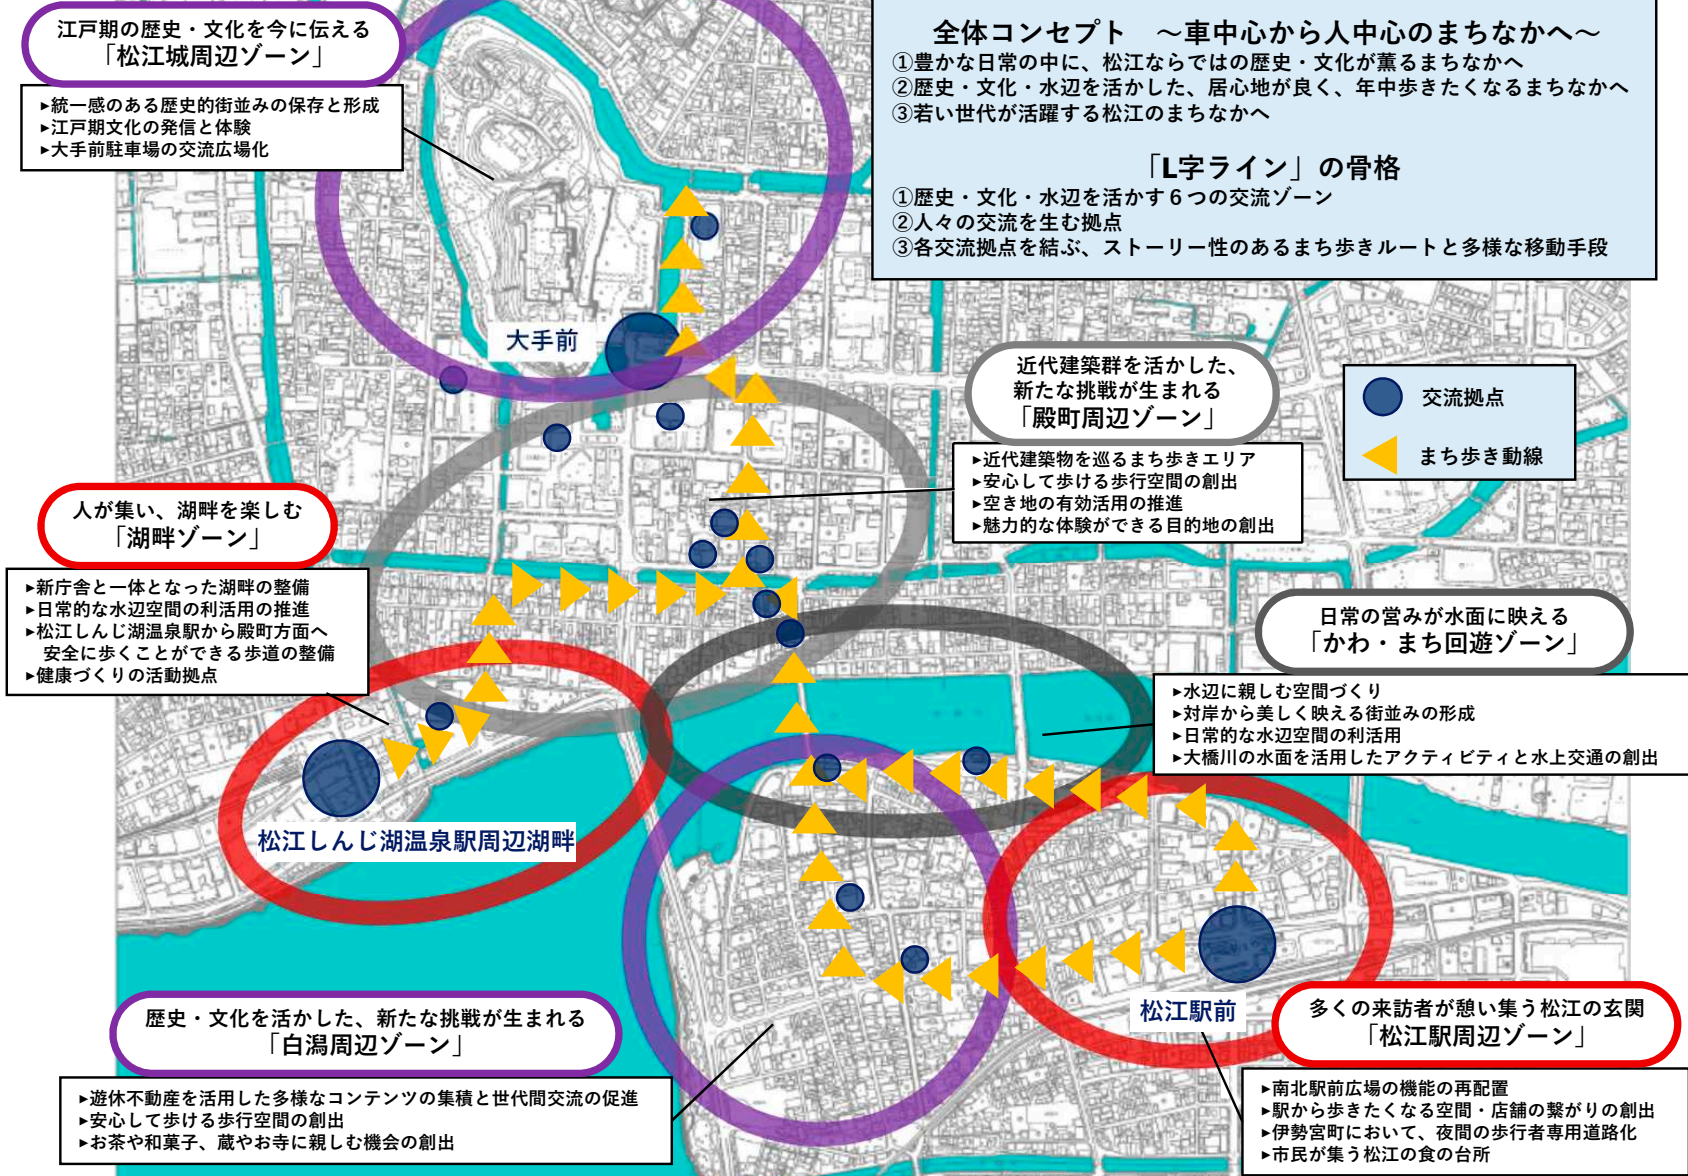 江戸期の歴史・文化を今に伝える
「松江城周辺ゾーン」
▸統一感のある歴史的街並みの保存と形成
▸江戸期文化の発信と体験
▸大手前駐車場の交流広場化
全体コンセプト　～車中心から人中心のまちなかへ～
①豊かな日常の中に、松江ならではの歴史・文化が薫るまちなかへ
②歴史・文化・水辺を活かした、居心地が良く、年中歩きたくなるまちなかへ
③若い世代が活躍する松江のまちなかへ
「L字ライン」の骨格
①歴史・文化・水辺を活かす６つの交流ゾーン
②人々の交流を生む拠点
③各交流拠点を結ぶ、ストーリー性のあるまち歩きルートと多様な移動手段
大手前
近代建築群を活かした、
新たな挑戦が生まれる
「殿町周辺ゾーン」
▸近代建築物を巡るまち歩きエリア
▸安心して歩ける歩行空間の創出
▸空き地の有効活用の推進
▸魅力的な体験ができる目的地の創出
交流拠点
まち歩き動線
人が集い、湖畔を楽しむ
「湖畔ゾーン」
▸新庁舎と一体となった湖畔の整備
▸日常的な水辺空間の利活用の推進
▸松江しんじ湖温泉駅から殿町方面へ
安全に歩くことができる歩道の整備
▸健康づくりの活動拠点
日常の営みが水面に映える
「かわ・まち回遊ゾーン」
▸水辺に親しむ空間づくり
▸対岸から美しく映える街並みの形成
▸日常的な水辺空間の利活用
▸大橋川の水面を活用したアクティビティと水上交通の創出
松江しんじ湖温泉駅周辺湖畔
松江駅前
歴史・文化を活かした、新たな挑戦が生まれる
「白潟周辺ゾーン」
▸遊休不動産を活用した多様なコンテンツの集積と世代間交流の促進
▸安心して歩ける歩行空間の創出
▸お茶や和菓子、蔵やお寺に親しむ機会の創出
多くの来訪者が憩い集う松江の玄関
「松江駅周辺ゾーン」
▸南北駅前広場の機能の再配置
▸駅から歩きたくなる空間・店舗の繋がりの創出
▸伊勢宮町において、夜間の歩行者専用道路化
▸市民が集う松江の食の台所